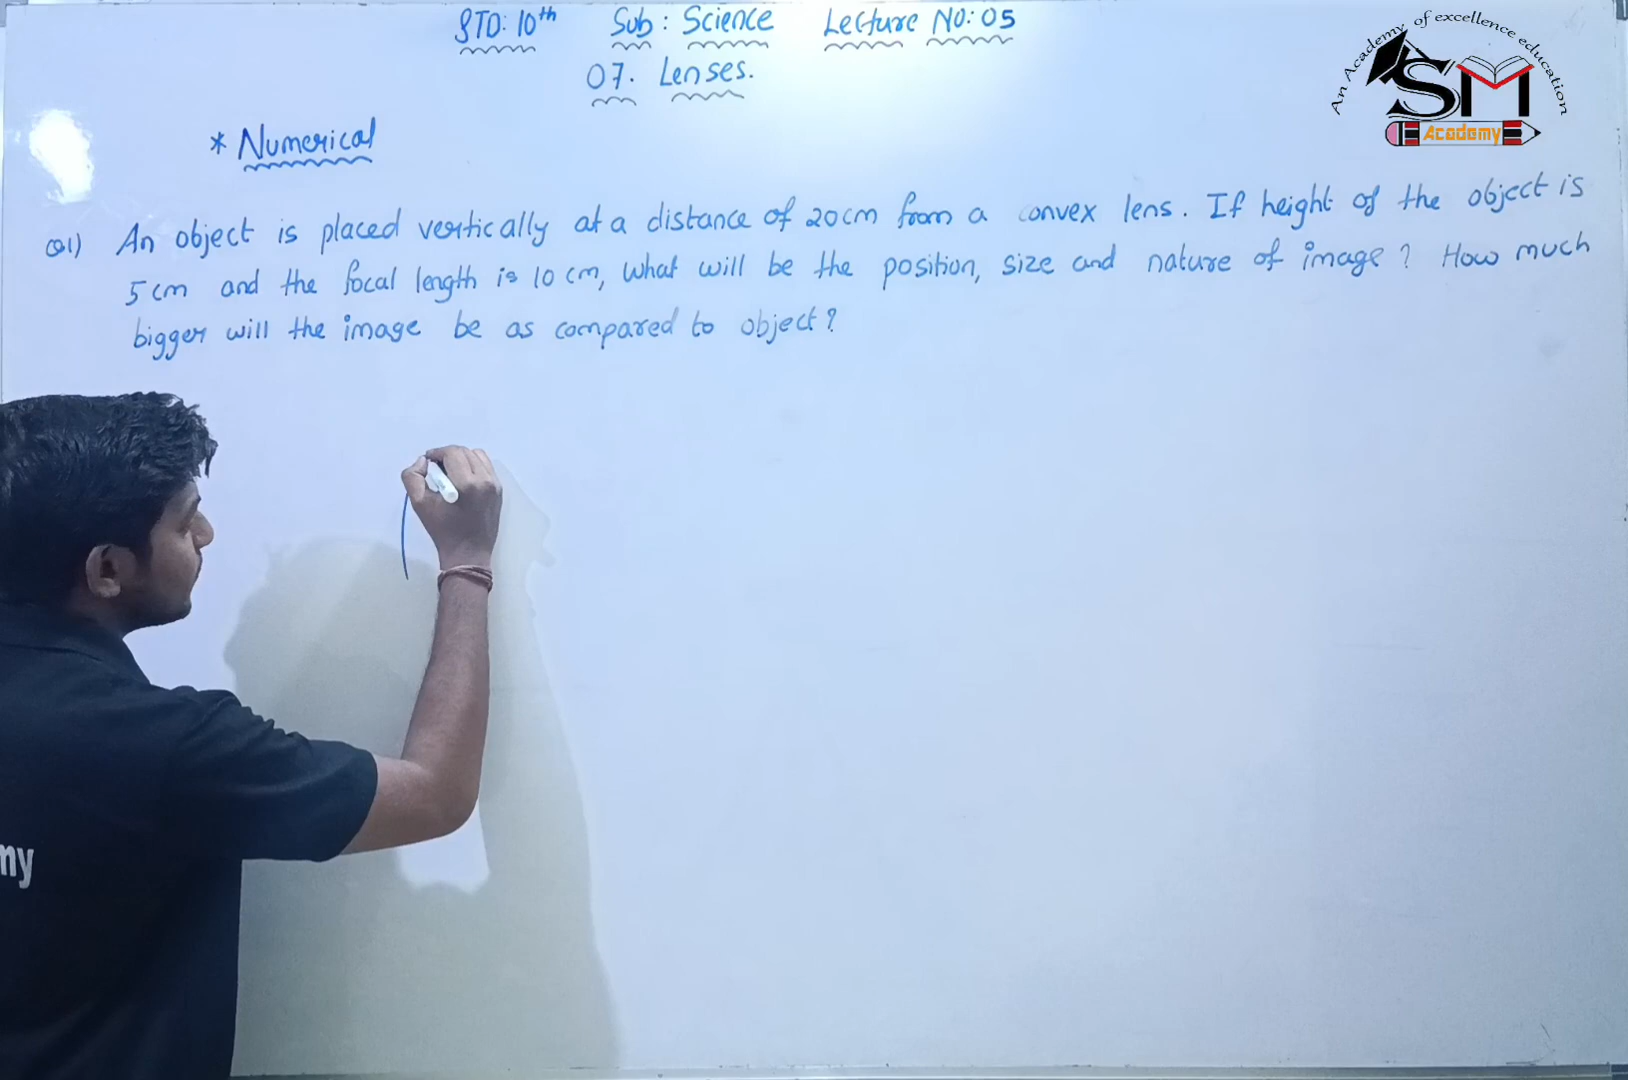 STD: 10th Sub: Science Lecture No: 05
07. Lenses.
An Academy of excellence education
SM
Academy
* Numerical
Q1) An object is placed vertically at a distance of 20cm from a convex lens. If height of the object is
5cm and the focal length is 10 cm, what will be the position, size and nature of image? How much
bigger will the image be as compared to object?
my